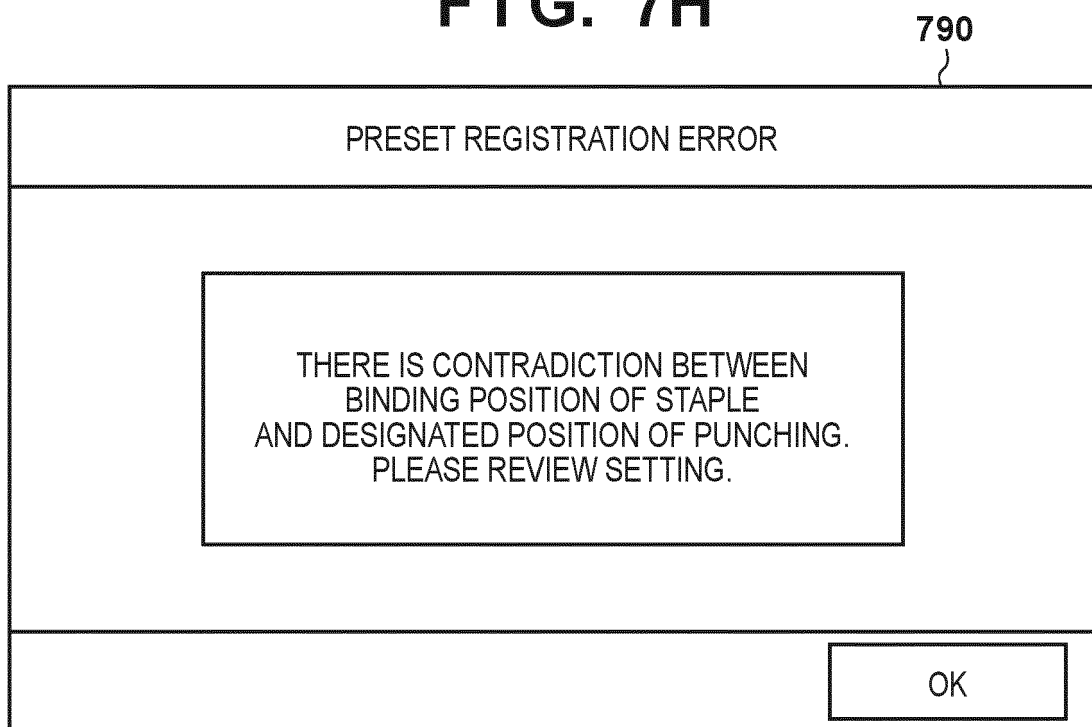 FIG. 7H
790
PRESET REGISTRATION ERROR
THERE IS CONTRADICTION BETWEEN
BINDING POSITION OF STAPLE
AND DESIGNATED POSITION OF PUNCHING.
PLEASE REVIEW SETTING.
OK